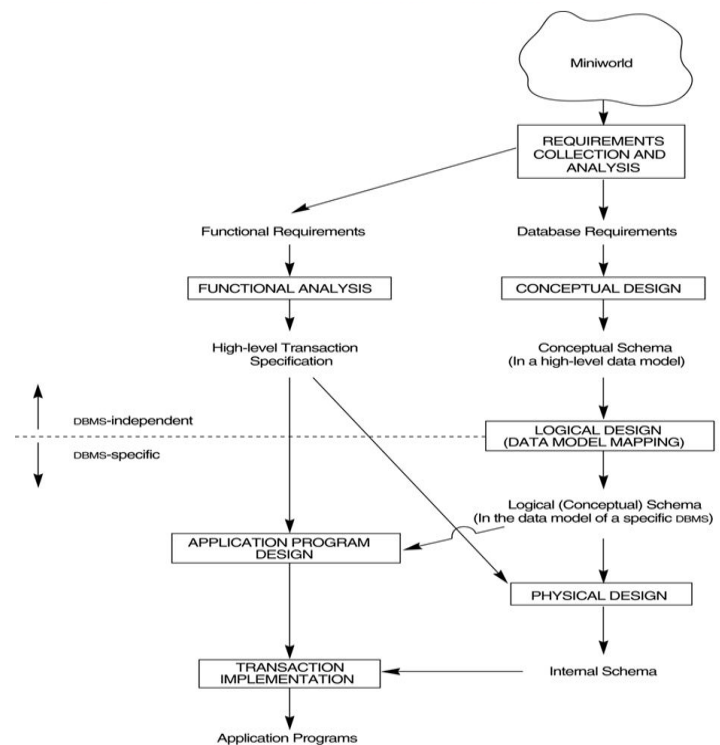 Miniworld
REQUIREMENTS
COLLECTION AND
ANALYSIS
Functional Requirements
Database Requirements
FUNCTIONAL ANALYSIS
CONCEPTUAL DESIGN
High-level Transaction
Specification
Conceptual Schema
(In a high-level data model)
DBMS-independent
LOGICAL DESIGN
(DATA MODEL MAPPING)
DBMS-specific
Logical (Conceptual) Schema
(In the data model of a specific DBMS)
APPLICATION PROGRAM
DESIGN
PHYSICAL DESIGN
TRANSACTION
IMPLEMENTATION
Internal Schema
Application Programs